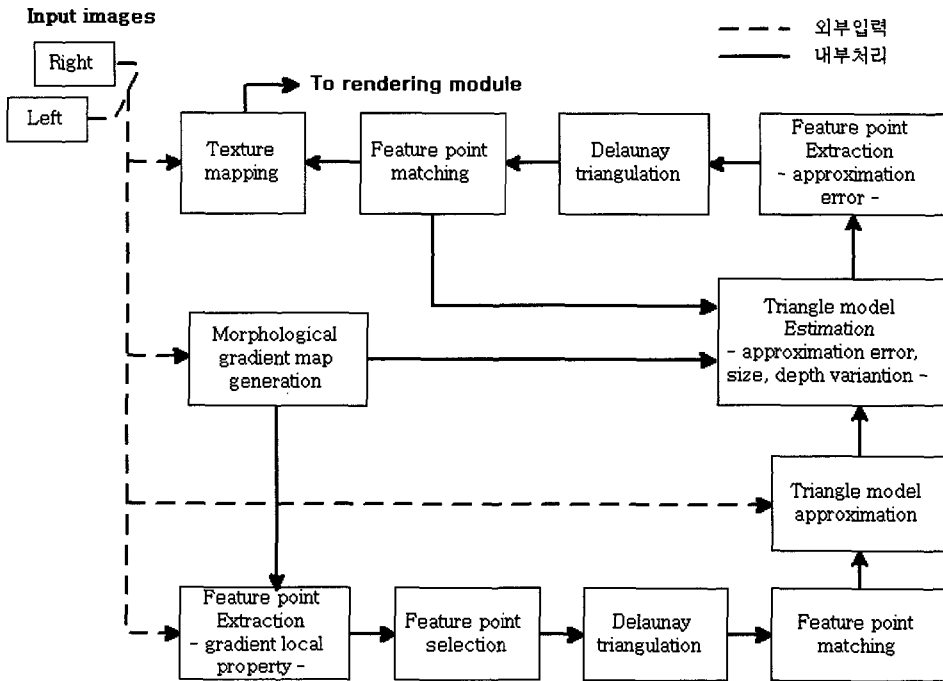 Input images
외부입력
내부처리
Right
Left
To rendering module
Texture
mapping
Feature point
matching
Delaunay
triangulation
Feature point
Extraction
- approximation
error -
Morphological
gradient map
generation
Triangle model
Estimation
- approximation error,
size, depth variantion -
Triangle model
approximation
Feature point
Extraction
- gradient local
property -
Feature point
selection
Delaunay
triangulation
Feature point
matching